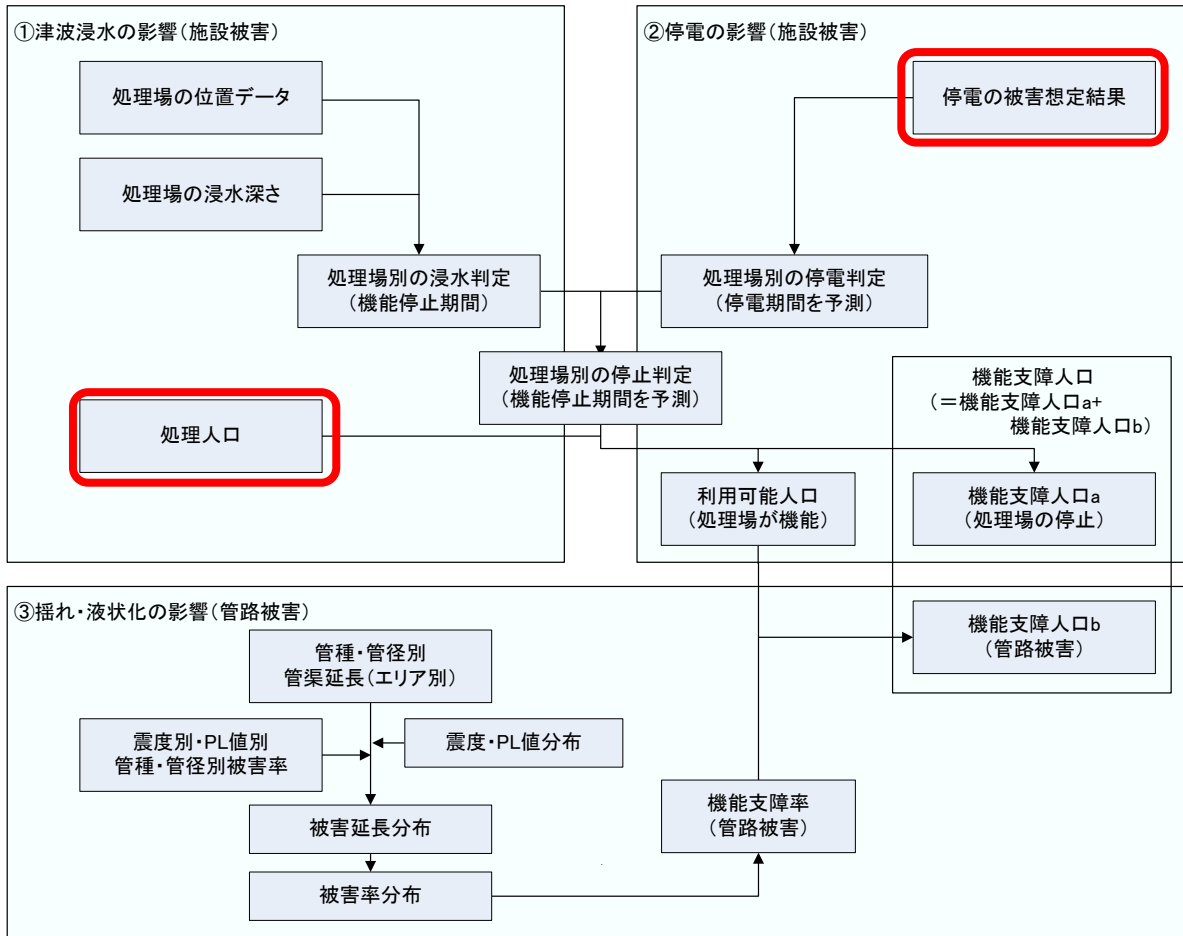 ①津波浸水の影響(施設被害)
処理場の位置データ
処理場の浸水深さ
処理場別の浸水判定
(機能停止期間)
②停電の影響(施設被害)
停電の被害想定結果
処理場別の停電判定
(停電期間を予測)
処理場別の停止判定
(機能停止期間を予測)
処理人口
機能支障人口
(=機能支障人口a+
機能支障人口b)
利用可能人口
(処理場が機能)
機能支障人口a
(処理場の停止)
③揺れ・液状化の影響(管路被害)
機能支障人口b
(管路被害)
管種・管径別
管渠延長(エリア別)
震度別・PL値別
管種・管径別被害率
震度・PL値分布
被害延長分布
被害率分布
機能支障率
(管路被害)